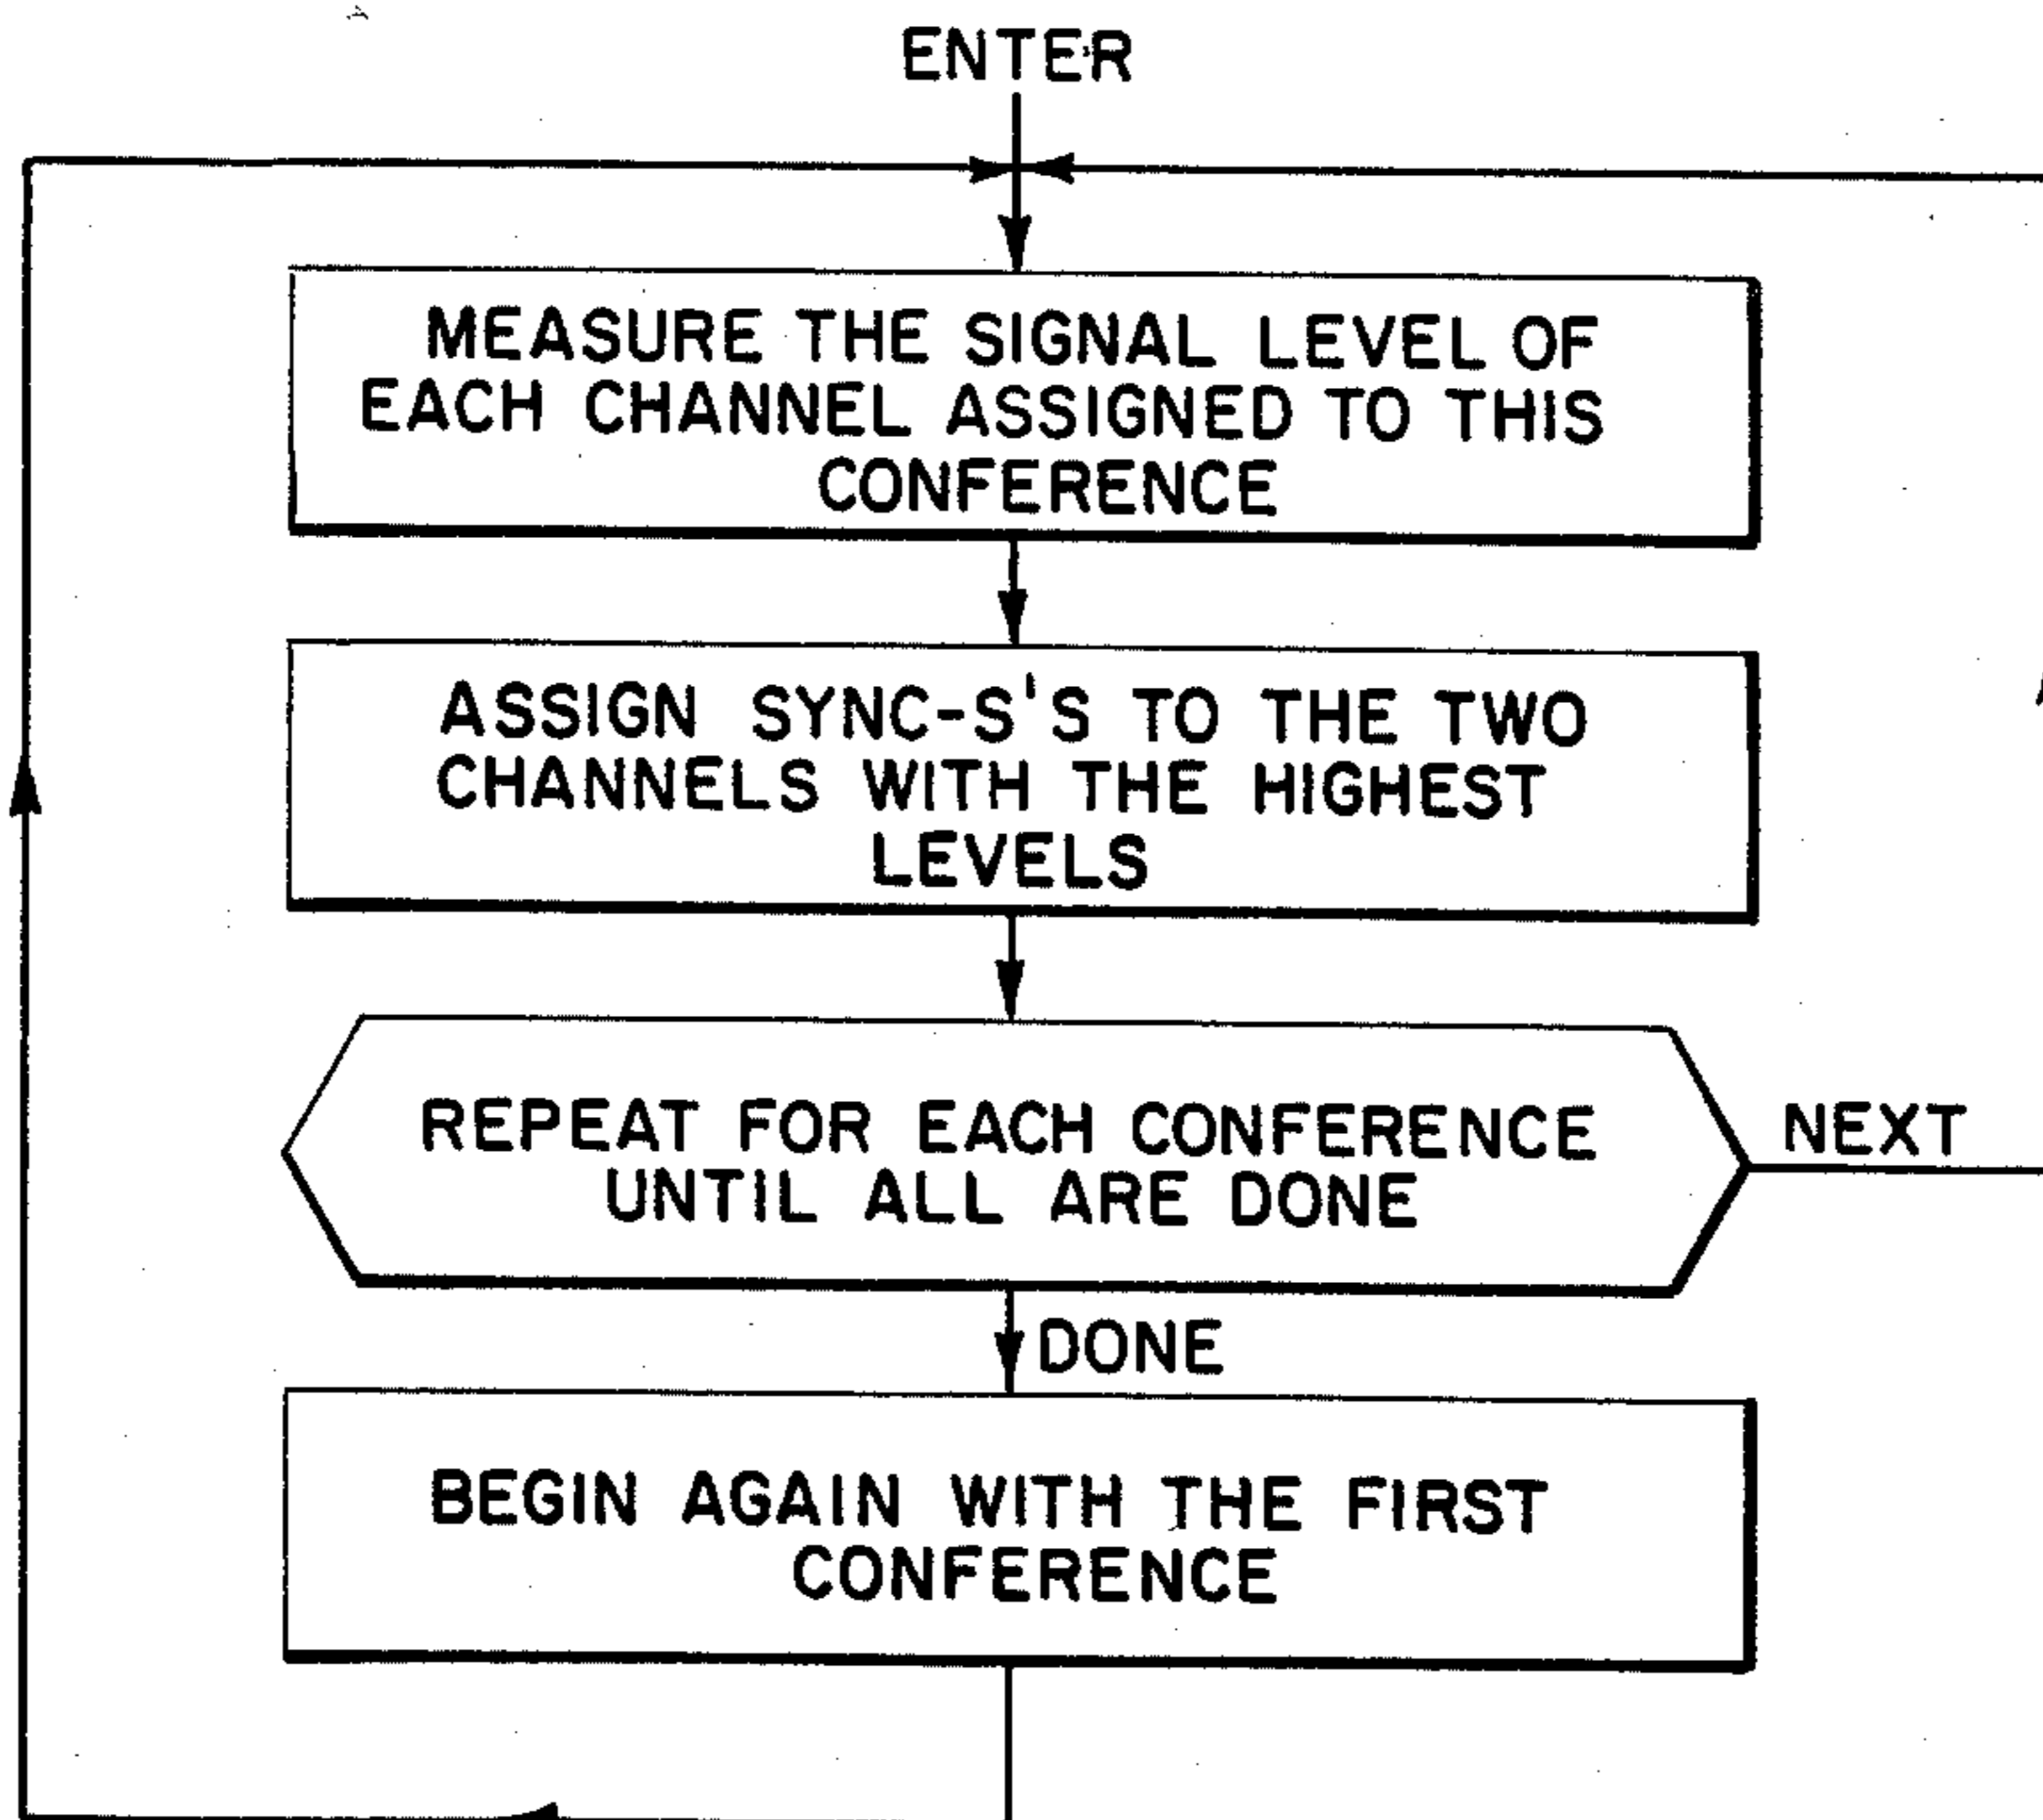 ENTER
MEASURE THE SIGNAL LEVEL OF
EACH CHANNEL ASSIGNED TO THIS
CONFERENCE
ASSIGN SYNC-S'S TO THE TWO
CHANNELS WITH THE HIGHEST
LEVELS
REPEAT FOR EACH CONFERENCE
UNTIL ALL ARE DONE
NEXT
DONE
BEGIN AGAIN WITH THE FIRST
CONFERENCE